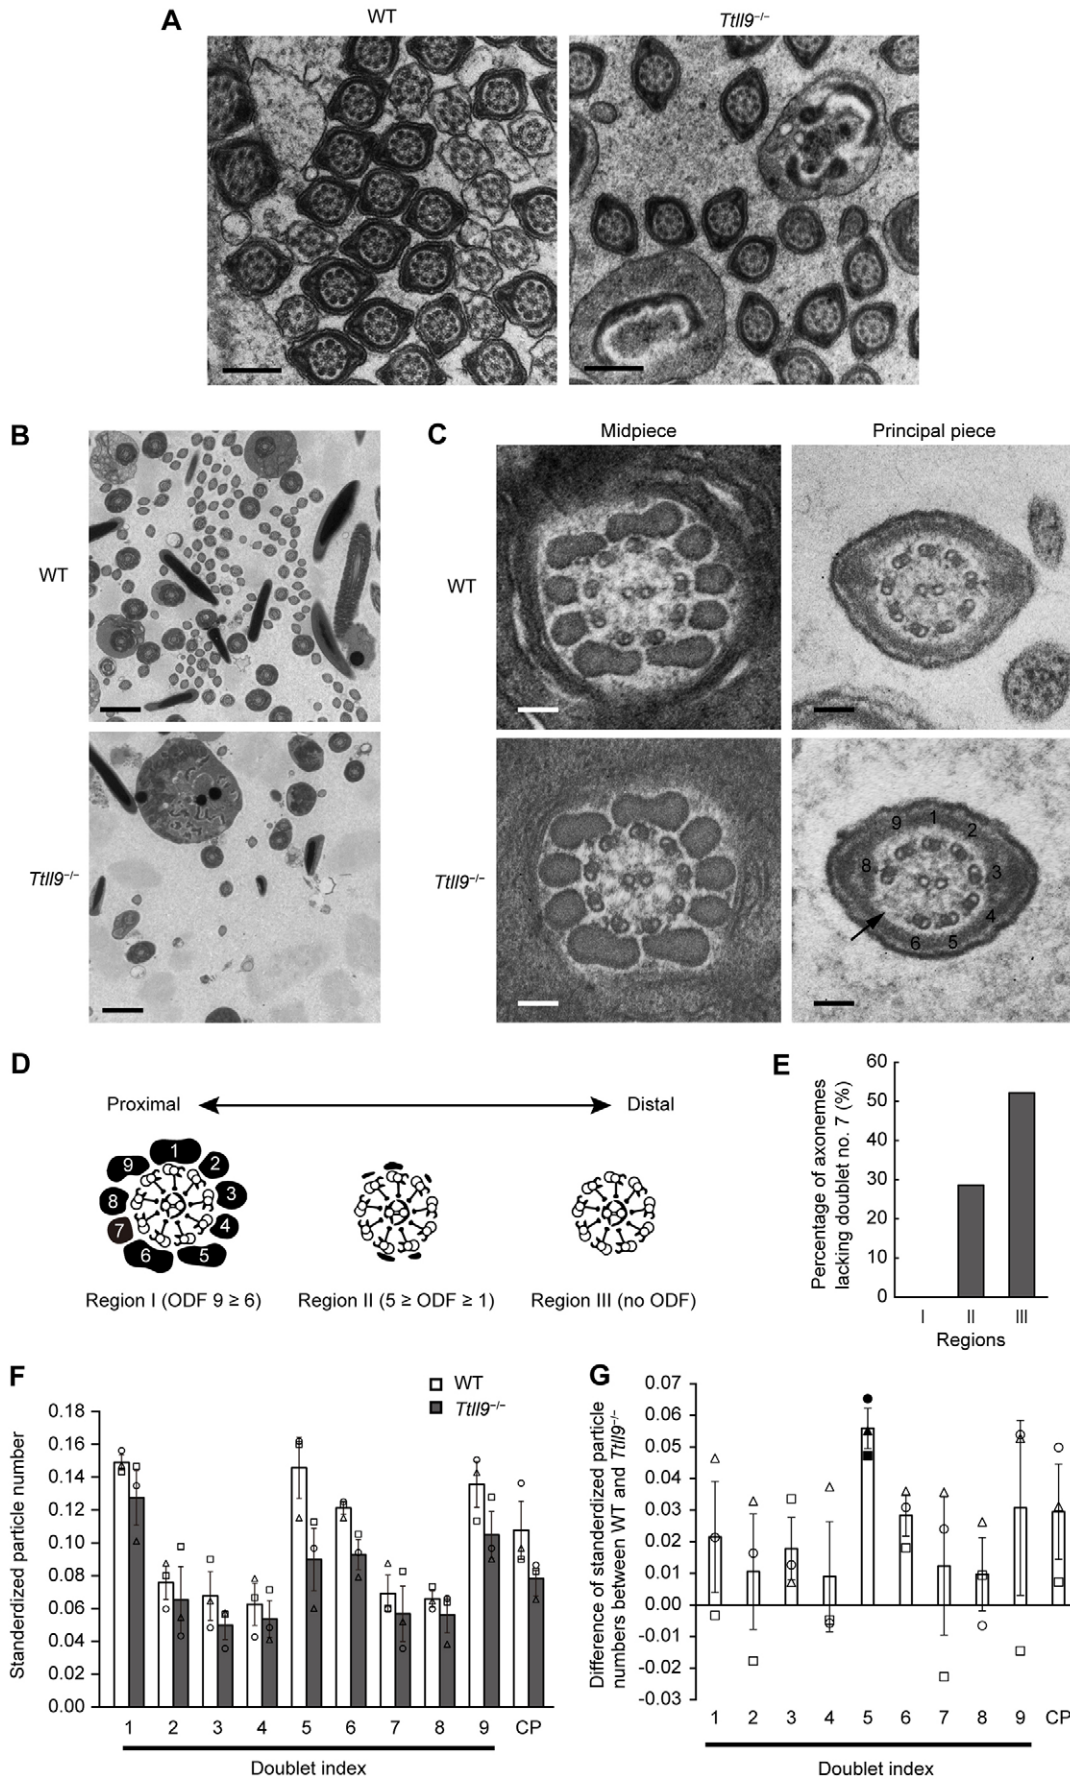 A
WT
Ttll9⁻/⁻
B
WT
Ttll9⁻/⁻
C
Midpiece
Principal piece
WT
Ttll9⁻/⁻
9
1
2
8
3
4
6
5
D
Proximal
Distal
1
9
2
8
3
7
4
6
5
Region I (ODF 9 ≥ 6)
Region II (5 ≥ ODF ≥ 1)
Region III (no ODF)
E
Percentage of axonemes
lacking doublet no. 7 (%)
60
50
40
30
20
10
0
I
II
III
Regions
F
WT
Ttll9⁻/⁻
Standerdized particle number
0.18
0.16
0.14
0.12
0.10
0.08
0.06
0.04
0.02
0.00
1 2 3 4 5 6 7 8 9 CP
Doublet index
G
Difference of standerdized particle
numbers between WT and Ttll9⁻/⁻
0.07
0.06
0.05
0.04
0.03
0.02
0.01
0.00
-0.01
-0.02
-0.03
1 2 3 4 5 6 7 8 9 CP
Doublet index